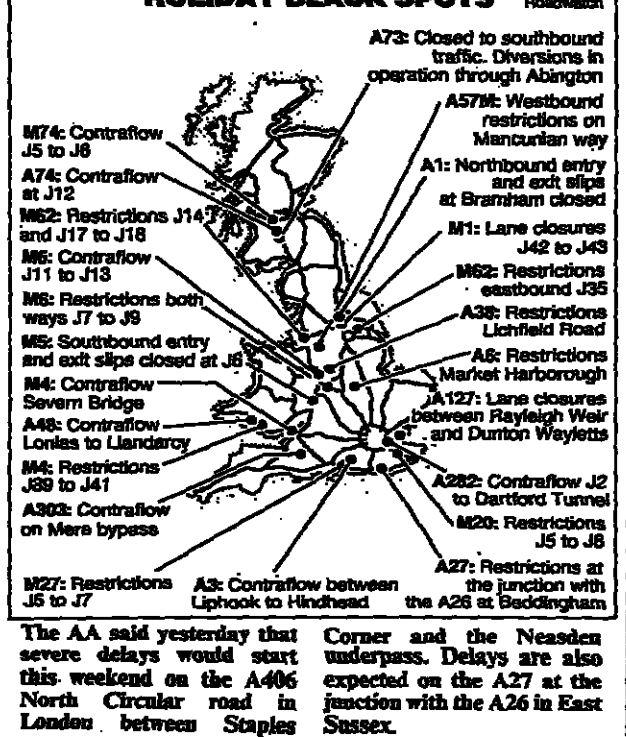 HOLIDAY BLACK SPOTS
Roadwatch
A73: Closed to southbound
traffic. Diversions in
operation through Abington
A57M: Westbound
restrictions on
Mancunian way
A1: Northbound entry
and exit slips
at Bramham closed
M1: Lane closures
J42 to J43
M62: Restrictions
eastbound J35
A38: Restrictions
Lichfield Road
A6: Restrictions
Market Harborough
A127: Lane closures
between Rayleigh Weir
and Dunton Wayletts
A282: Contraflow J2
to Dartford Tunnel
M20: Restrictions
J5 to J8
A27: Restrictions at
the junction with
the A26 at Beddingham
M74: Contraflow
J5 to J6
A74: Contraflow
at J12
M62: Restrictions J14
and J17 to J18
M6: Contraflow
J11 to J13
M6: Restrictions both
ways J7 to J9
M5: Southbound entry
and exit slips closed at J6
M4: Contraflow
Severn Bridge
A48: Contraflow
Lonlas to Llandarcy
M4: Restrictions
J39 to J41
A303: Contraflow
on Mere bypass
M27: Restrictions
J5 to J7
A3: Contraflow between
Liphook to Hindhead
The AA said yesterday that
severe delays would start
this weekend on the A406
North Circular road in
London between Staples
Corner and the Neasden
underpass. Delays are also
expected on the A27 at the
junction with the A26 in East
Sussex.